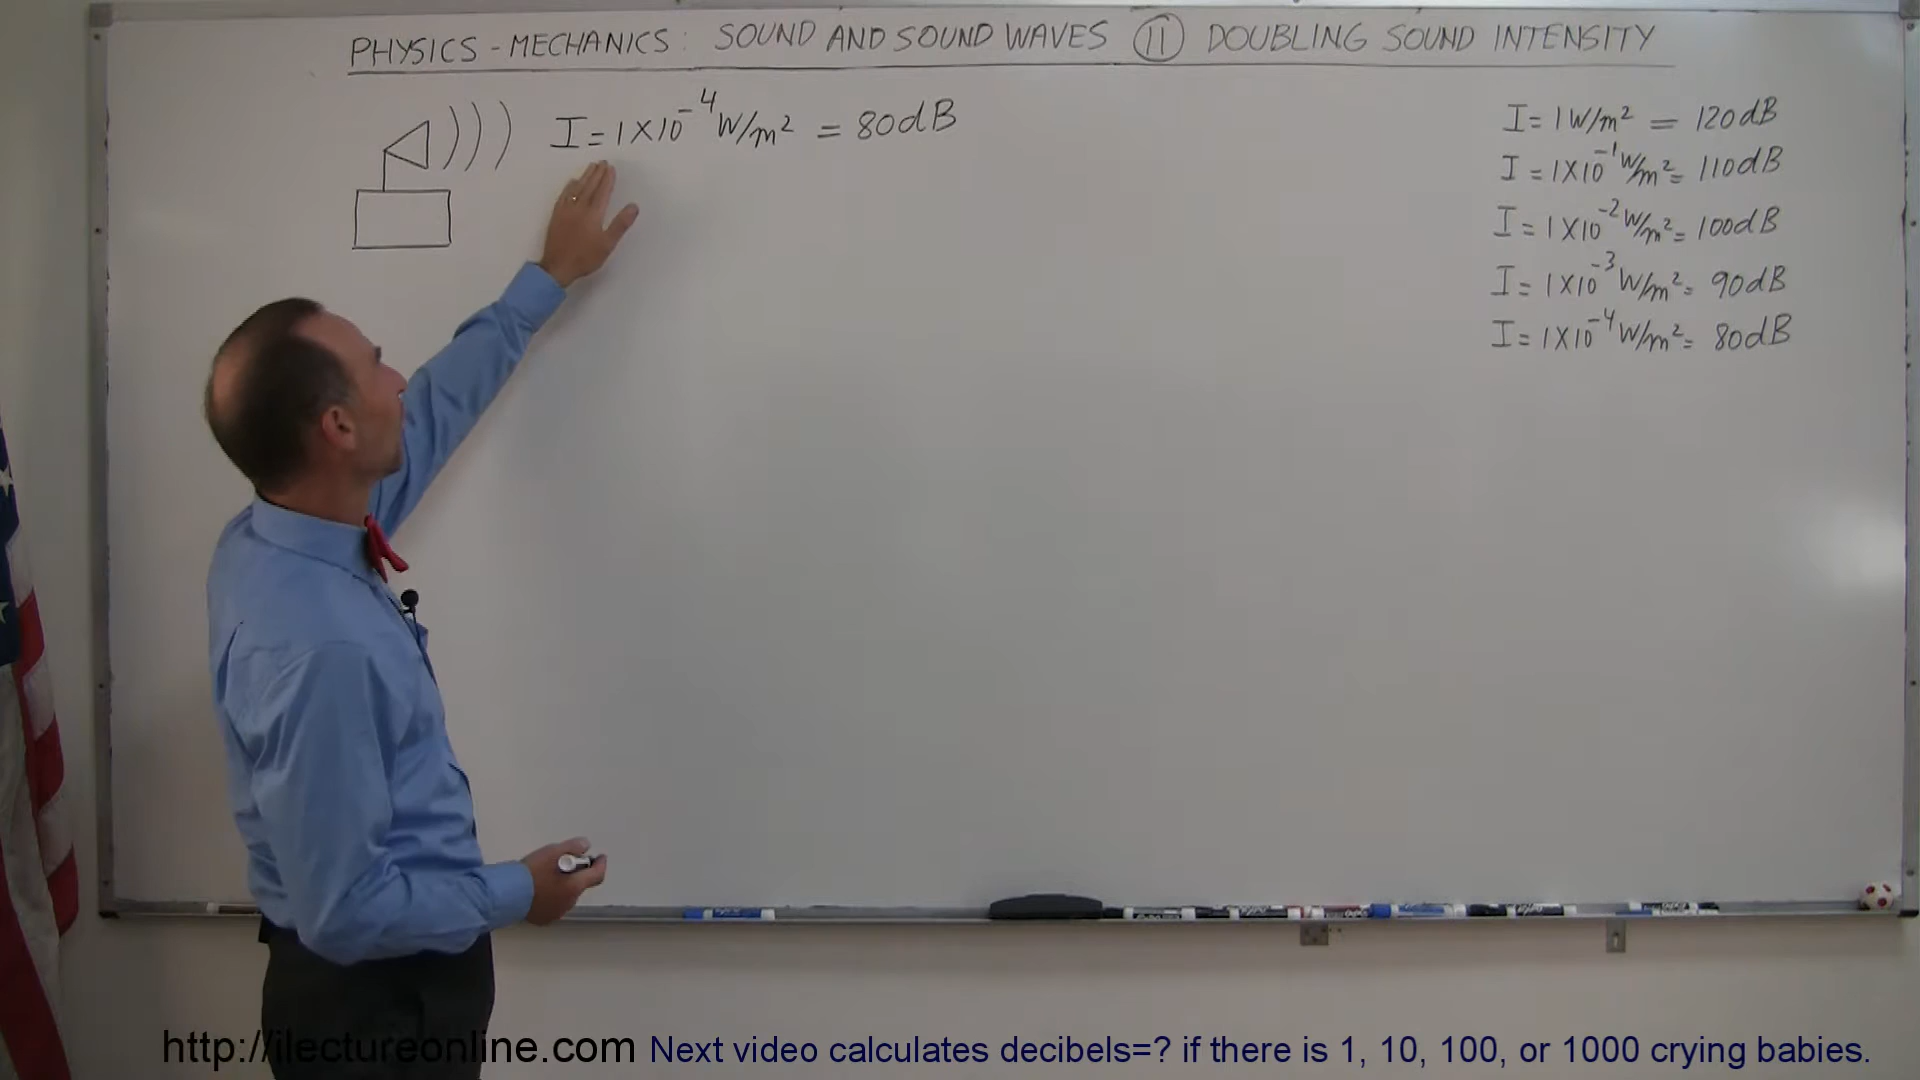 PHYSICS - MECHANICS: SOUND AND SOUND WAVES ⑪ DOUBLING SOUND INTENSITY
I = 1 X 10⁻⁴ W/m² = 80 dB
I = 1 W/m² = 120 dB
I = 1 X 10⁻¹ W/m² = 110 dB
I = 1 X 10⁻² W/m² = 100 dB
I = 1 X 10⁻³ W/m² = 90 dB
I = 1 X 10⁻⁴ W/m² = 80 dB
http://ilectureonline.com Next video calculates decibels=? if there is 1, 10, 100, or 1000 crying babies.